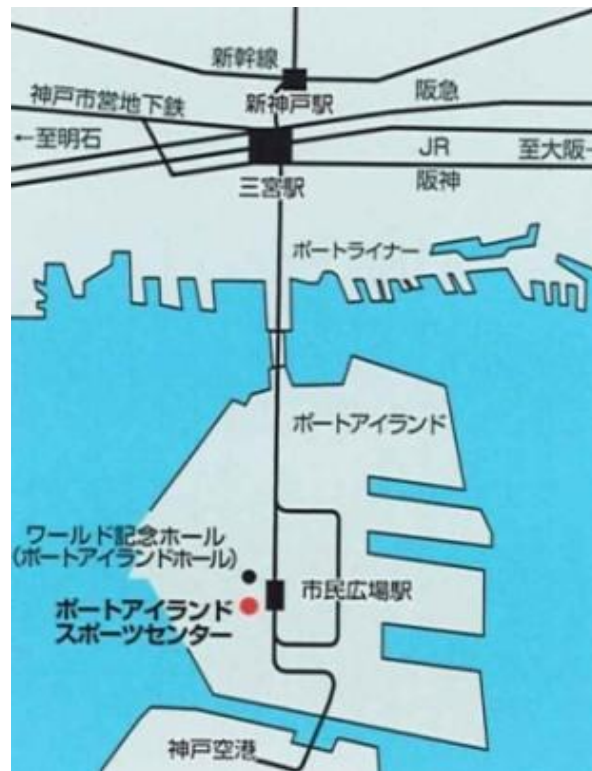 新幹線
新神戸駅
阪急
神戸市営地下鉄
←至明石
JR
至大阪→
阪神
三宮駅
ポートライナー
ポートアイランド
ワールド記念ホール
(ポートアイランドホール)
市民広場駅
ポートアイランド
スポーツセンター
神戸空港